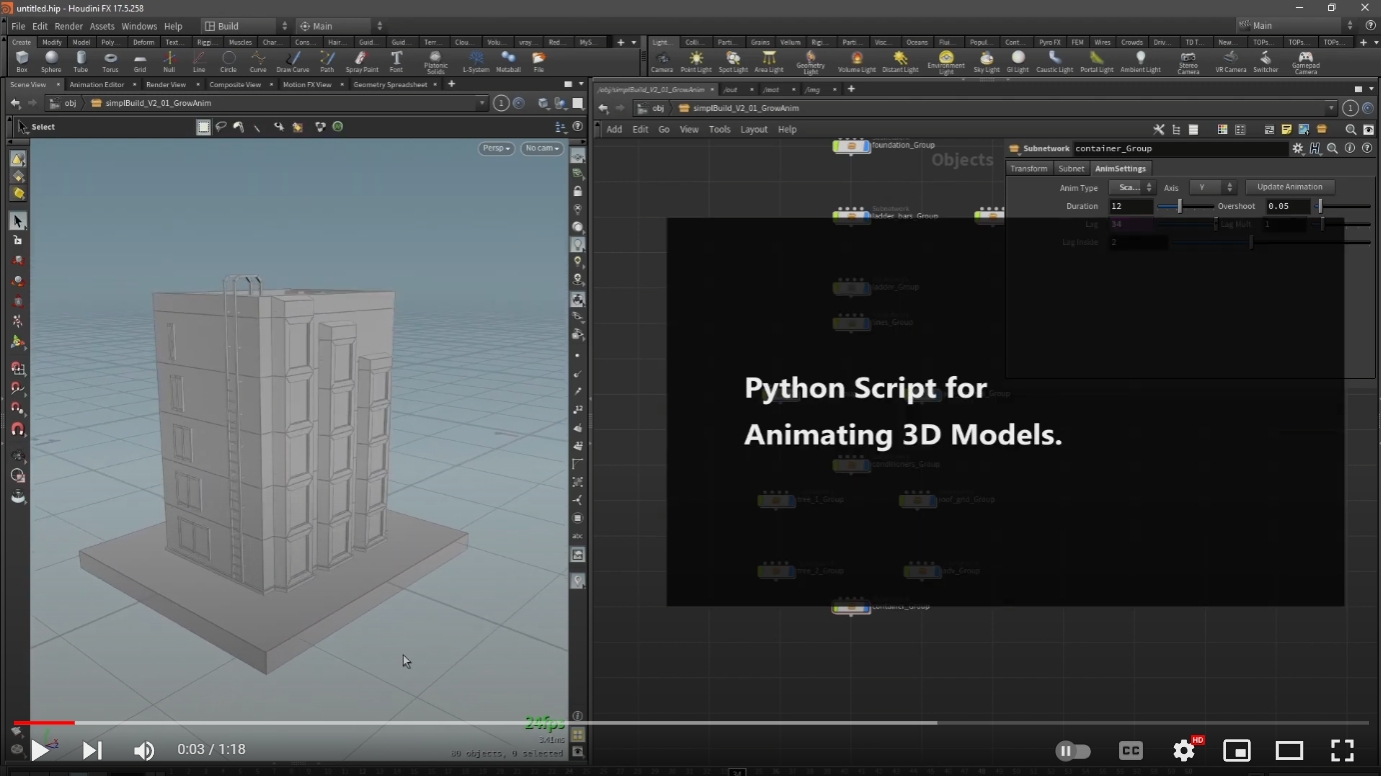 untitled.hip - Houdini FX 17.5.258
File Edit Render Assets Windows Help Build Main Main
Create Modify Model Poly... Deform Text... Rigg... Muscles Char... Cons... Hair... Guid... Guid... Terr... Clou... Volu... vray... Red... MyS...
Box Sphere Tube Torus Grid Null Line Circle Curve Draw Curve Path Spray Paint Font Platonic Solids L-System Metaball File
Light... Colli... Parti... Grains Vellum Rigi... Parti... Visc... Oceans Flui... Popul... Cont... Pyro FX FEM Wires Crowds Driv... TD T... New... TOPs... TOPs... TOPs...
Camera Point Light Spot Light Area Light Geometry Light Volume Light Distant Light Environment Light Sky Light GI Light Caustic Light Portal Light Ambient Light Stereo Camera VR Camera Switcher Gamepad Camera
Scene View Animation Editor Render View Composite View Motion FX View Geometry Spreadsheet
obj simplBuild_V2_01_GrowAnim 1
Select
Persp No cam
/obj/simplBuild_V2_01_GrowAnim /out /mat /img
obj simplBuild_V2_01_GrowAnim 1
Add Edit Go View Tools Layout Help
foundation_Group
Objects
Subnetwork
ladder_bars_Group
Subnetwork container_Group
Transform Subnet AnimSettings
Anim Type Sca... Axis Y Update Animation
Duration 12 Overshoot 0.05
Lag 34 Lag Mult 1
Lag Inside 2
Python Script for
Animating 3D Models.
conditioners_Group
tree_1_Group roof_grid_Group
tree_2_Group
container_Group
abc
24fps
0:03 / 1:18
CC
HD